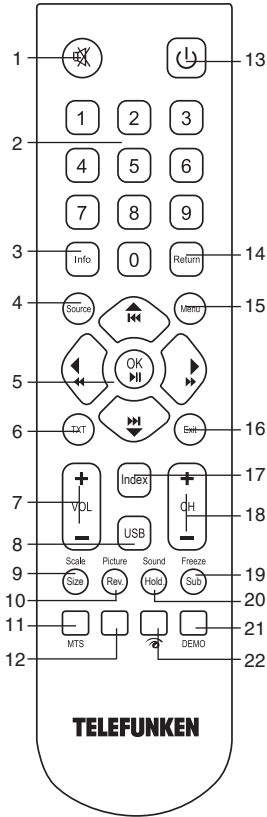 1 13
1 2 3
2
4 5 6
7 8 9
3 Info 0 Return 14
4 Source Menu 15
OK
5
6 TXT Exit 16
+ Index + 17
7 VOL CH 18
- USB -
8
Scale Picture Sound Freeze
9 Size Rev. Hold. Sub 19
10 20
11 21
MTS DEMO
12 22
TELEFUNKEN